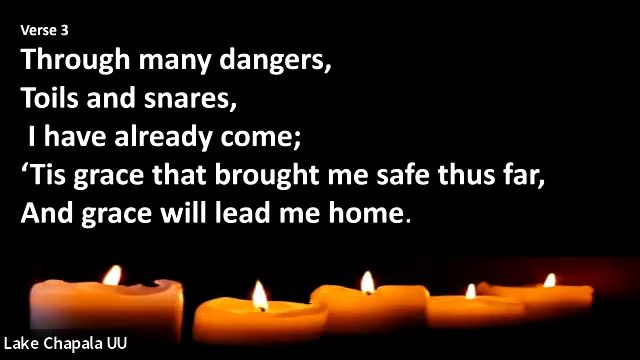 Verse 3
Through many dangers,
Toils and snares,
I have already come;
‘Tis grace that brought me safe thus far,
And grace will lead me home.
Lake Chapala UU